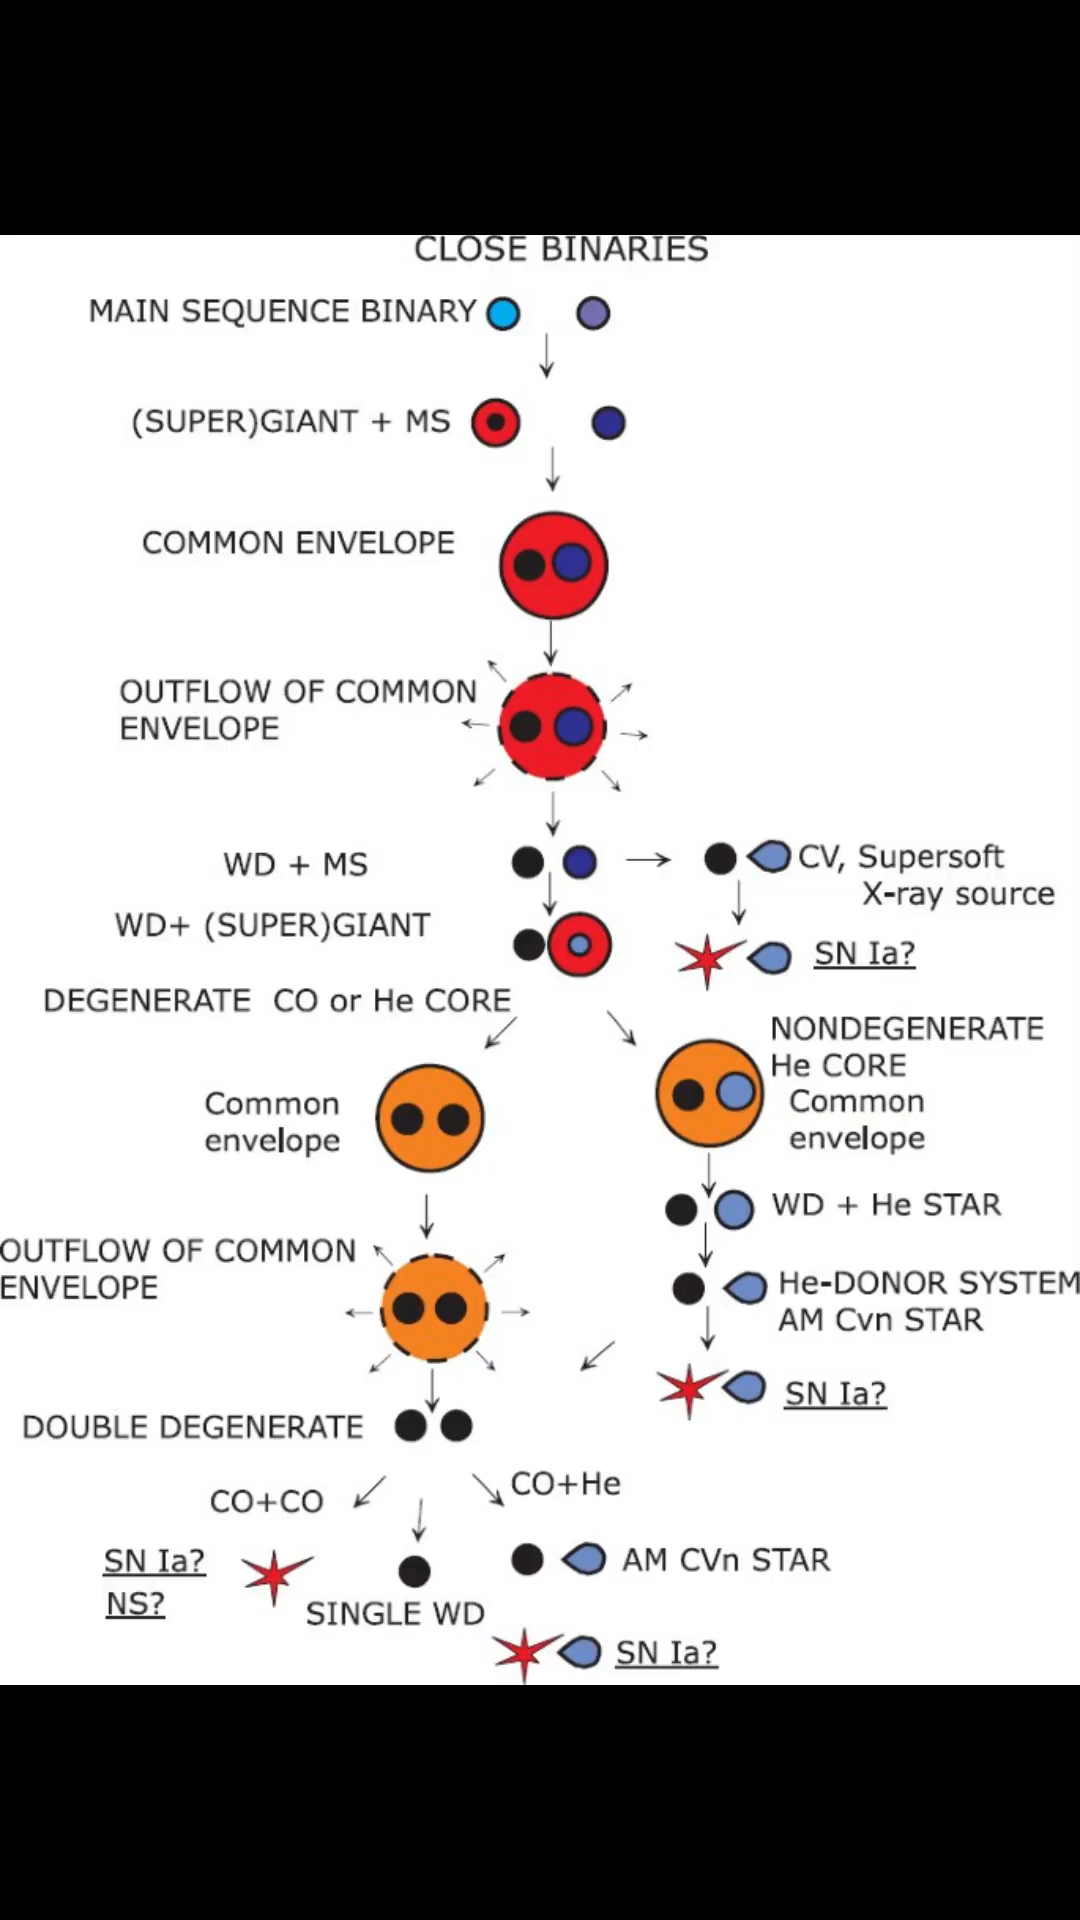 CLOSE BINARIES
MAIN SEQUENCE BINARY
(SUPER)GIANT + MS
COMMON ENVELOPE
OUTFLOW OF COMMON
ENVELOPE
WD + MS
CV, Supersoft
X-ray source
WD+ (SUPER)GIANT
SN Ia?
DEGENERATE CO or He CORE
NONDEGENERATE
He CORE
Common
envelope
Common
envelope
WD + He STAR
OUTFLOW OF COMMON
ENVELOPE
He-DONOR SYSTEM
AM Cvn STAR
SN Ia?
DOUBLE DEGENERATE
CO+CO
CO+He
SN Ia?
NS?
AM CVn STAR
SINGLE WD
SN Ia?